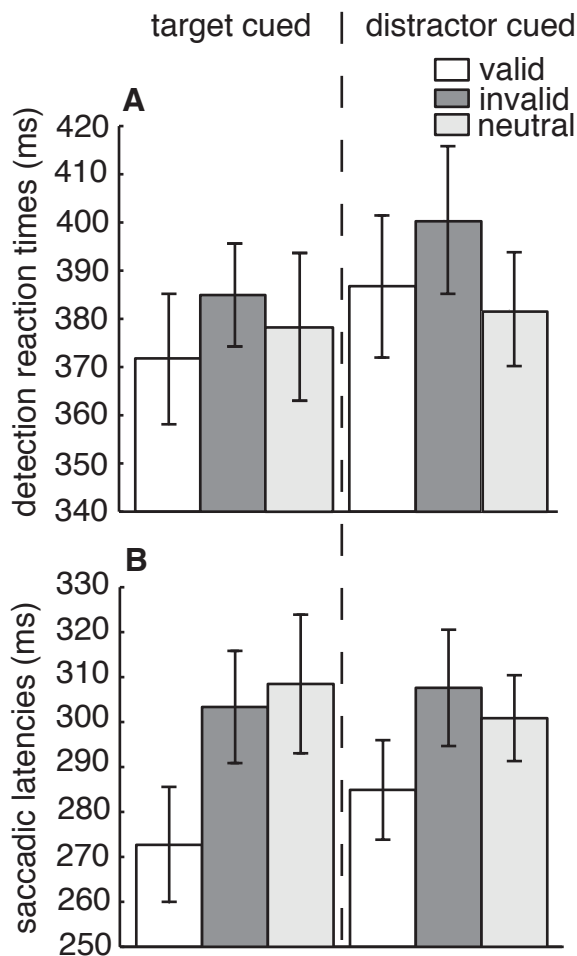 target cued
distractor cued
valid
invalid
neutral
A
detection reaction times (ms)
420
410
400
390
380
370
360
350
340
B
saccadic latencies (ms)
330
320
310
300
290
280
270
260
250